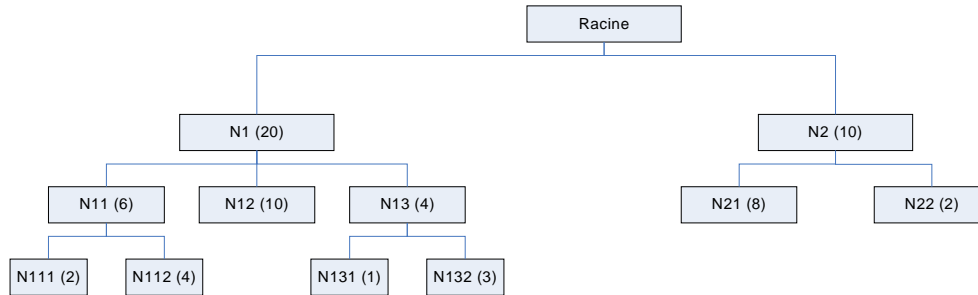 Racine
N1 (20)
N2 (10)
N11 (6)
N12 (10)
N13 (4)
N21 (8)
N22 (2)
N111 (2)
N112 (4)
N131 (1)
N132 (3)